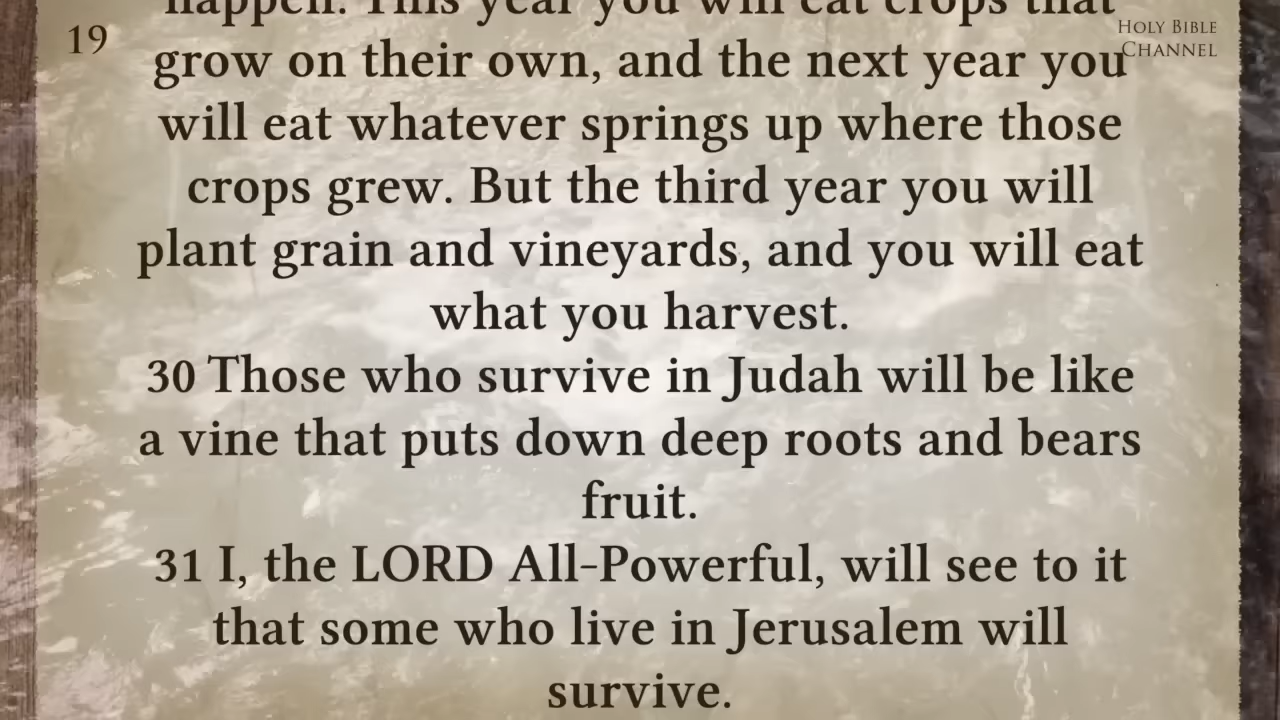 happen. This year you will eat crops that
19
HOLY BIBLE
CHANNEL
grow on their own, and the next year you
will eat whatever springs up where those
crops grew. But the third year you will
plant grain and vineyards, and you will eat
what you harvest.
30 Those who survive in Judah will be like
a vine that puts down deep roots and bears
fruit.
31 I, the LORD All-Powerful, will see to it
that some who live in Jerusalem will
survive.